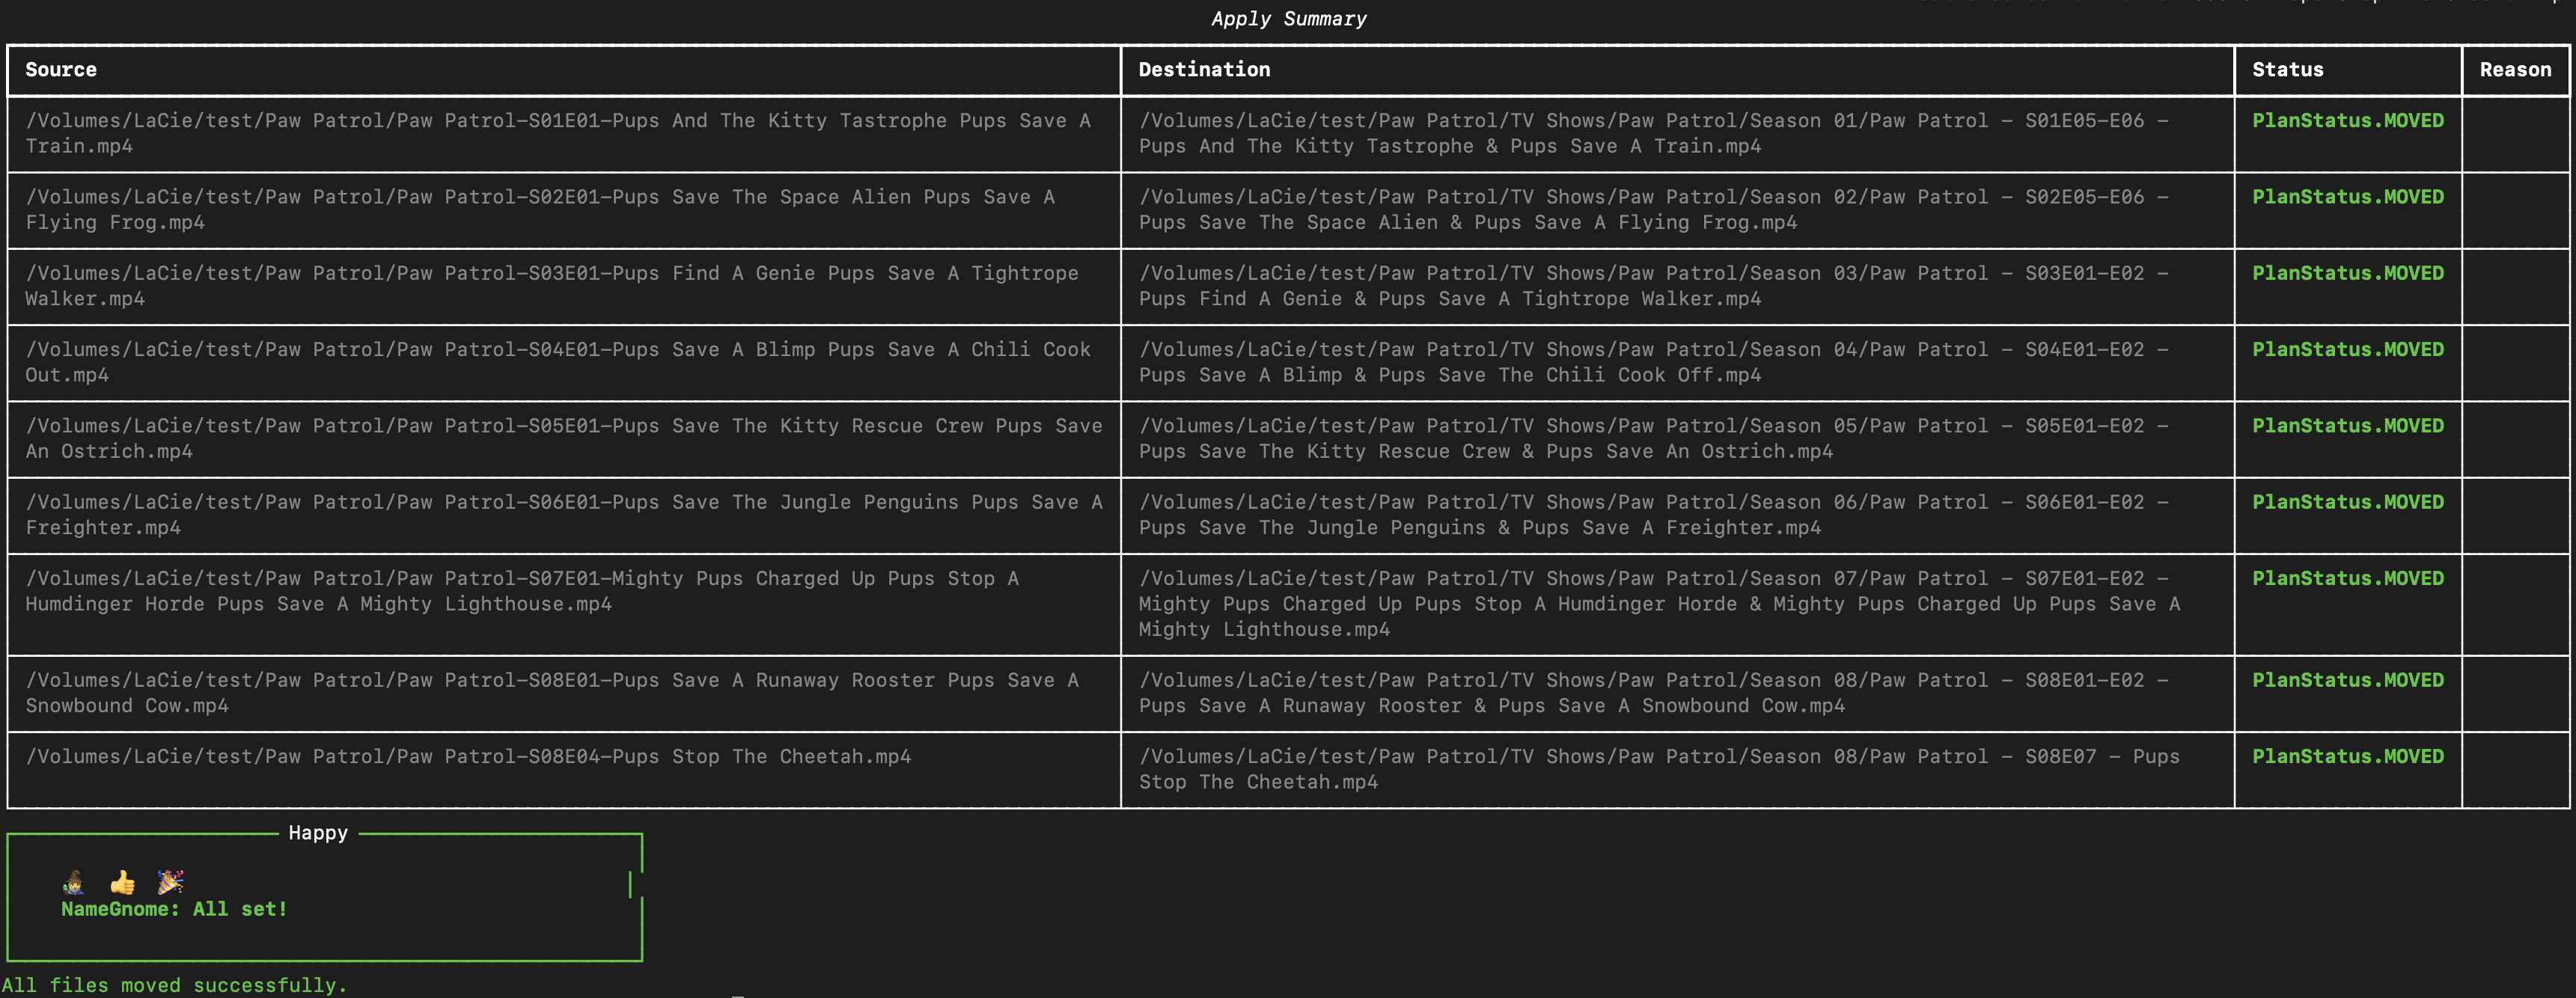 Apply Summary
Source Destination Status Reason
/Volumes/LaCie/test/Paw Patrol/Paw Patrol-S01E01-Pups And The Kitty Tastrophe Pups Save A
Train.mp4
/Volumes/LaCie/test/Paw Patrol/TV Shows/Paw Patrol/Season 01/Paw Patrol - S01E05-E06 -
Pups And The Kitty Tastrophe & Pups Save A Train.mp4
PlanStatus.MOVED
/Volumes/LaCie/test/Paw Patrol/Paw Patrol-S02E01-Pups Save The Space Alien Pups Save A
Flying Frog.mp4
/Volumes/LaCie/test/Paw Patrol/TV Shows/Paw Patrol/Season 02/Paw Patrol - S02E05-E06 -
Pups Save The Space Alien & Pups Save A Flying Frog.mp4
PlanStatus.MOVED
/Volumes/LaCie/test/Paw Patrol/Paw Patrol-S03E01-Pups Find A Genie Pups Save A Tightrope
Walker.mp4
/Volumes/LaCie/test/Paw Patrol/TV Shows/Paw Patrol/Season 03/Paw Patrol - S03E01-E02 -
Pups Find A Genie & Pups Save A Tightrope Walker.mp4
PlanStatus.MOVED
/Volumes/LaCie/test/Paw Patrol/Paw Patrol-S04E01-Pups Save A Blimp Pups Save A Chili Cook
Out.mp4
/Volumes/LaCie/test/Paw Patrol/TV Shows/Paw Patrol/Season 04/Paw Patrol - S04E01-E02 -
Pups Save A Blimp & Pups Save The Chili Cook Off.mp4
PlanStatus.MOVED
/Volumes/LaCie/test/Paw Patrol/Paw Patrol-S05E01-Pups Save The Kitty Rescue Crew Pups Save
An Ostrich.mp4
/Volumes/LaCie/test/Paw Patrol/TV Shows/Paw Patrol/Season 05/Paw Patrol - S05E01-E02 -
Pups Save The Kitty Rescue Crew & Pups Save An Ostrich.mp4
PlanStatus.MOVED
/Volumes/LaCie/test/Paw Patrol/Paw Patrol-S06E01-Pups Save The Jungle Penguins Pups Save A
Freighter.mp4
/Volumes/LaCie/test/Paw Patrol/TV Shows/Paw Patrol/Season 06/Paw Patrol - S06E01-E02 -
Pups Save The Jungle Penguins & Pups Save A Freighter.mp4
PlanStatus.MOVED
/Volumes/LaCie/test/Paw Patrol/Paw Patrol-S07E01-Mighty Pups Charged Up Pups Stop A
Humdinger Horde Pups Save A Mighty Lighthouse.mp4
/Volumes/LaCie/test/Paw Patrol/TV Shows/Paw Patrol/Season 07/Paw Patrol - S07E01-E02 -
Mighty Pups Charged Up Pups Stop A Humdinger Horde & Mighty Pups Charged Up Pups Save A
Mighty Lighthouse.mp4
PlanStatus.MOVED
/Volumes/LaCie/test/Paw Patrol/Paw Patrol-S08E01-Pups Save A Runaway Rooster Pups Save A
Snowbound Cow.mp4
/Volumes/LaCie/test/Paw Patrol/TV Shows/Paw Patrol/Season 08/Paw Patrol - S08E01-E02 -
Pups Save A Runaway Rooster & Pups Save A Snowbound Cow.mp4
PlanStatus.MOVED
/Volumes/LaCie/test/Paw Patrol/Paw Patrol-S08E04-Pups Stop The Cheetah.mp4
/Volumes/LaCie/test/Paw Patrol/TV Shows/Paw Patrol/Season 08/Paw Patrol - S08E07 - Pups
Stop The Cheetah.mp4
PlanStatus.MOVED
Happy
NameGnome: All set!
All files moved successfully.